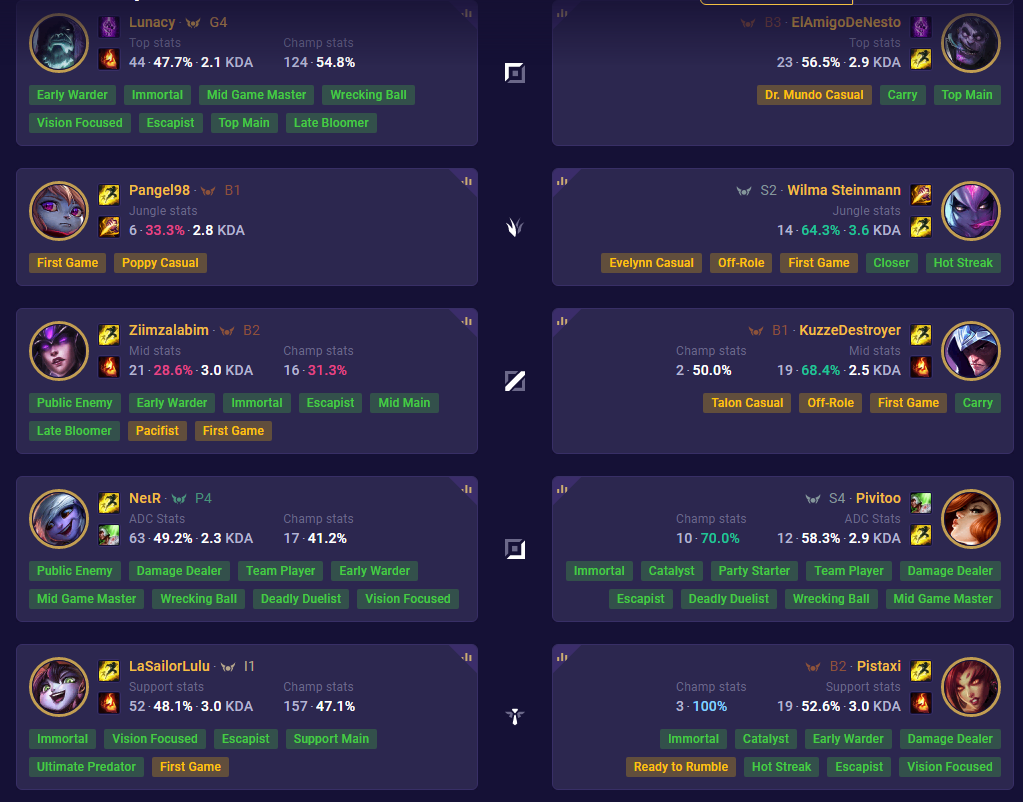 Lunacy · G4
Top stats
Champ stats
44 · 47.7% · 2.1 KDA
124 · 54.8%
Early Warder
Immortal
Mid Game Master
Wrecking Ball
Vision Focused
Escapist
Top Main
Late Bloomer
B3 · ElAmigoDeNesto
Top stats
23 · 56.5% · 2.9 KDA
Dr. Mundo Casual
Carry
Top Main
Pangel98 · B1
Jungle stats
6 · 33.3% · 2.8 KDA
First Game
Poppy Casual
S2 · Wilma Steinmann
Jungle stats
14 · 64.3% · 3.6 KDA
Evelynn Casual
Off-Role
First Game
Closer
Hot Streak
Ziimzalabim · B2
Mid stats
Champ stats
21 · 28.6% · 3.0 KDA
16 · 31.3%
Public Enemy
Early Warder
Immortal
Escapist
Mid Main
Late Bloomer
Pacifist
First Game
B1 · KuzzeDestroyer
Champ stats
Mid stats
2 · 50.0%
19 · 68.4% · 2.5 KDA
Talon Casual
Off-Role
First Game
Carry
NeιR · P4
ADC Stats
Champ stats
63 · 49.2% · 2.3 KDA
17 · 41.2%
Public Enemy
Damage Dealer
Team Player
Early Warder
Mid Game Master
Wrecking Ball
Deadly Duelist
Vision Focused
S4 · Pivitoo
Champ stats
ADC Stats
10 · 70.0%
12 · 58.3% · 2.9 KDA
Immortal
Catalyst
Party Starter
Team Player
Damage Dealer
Escapist
Deadly Duelist
Wrecking Ball
Mid Game Master
LaSailorLulu · I1
Support stats
Champ stats
52 · 48.1% · 3.0 KDA
157 · 47.1%
Immortal
Vision Focused
Escapist
Support Main
Ultimate Predator
First Game
B2 · Pistaxi
Champ stats
Support stats
3 · 100%
19 · 52.6% · 3.0 KDA
Immortal
Catalyst
Early Warder
Damage Dealer
Ready to Rumble
Hot Streak
Escapist
Vision Focused